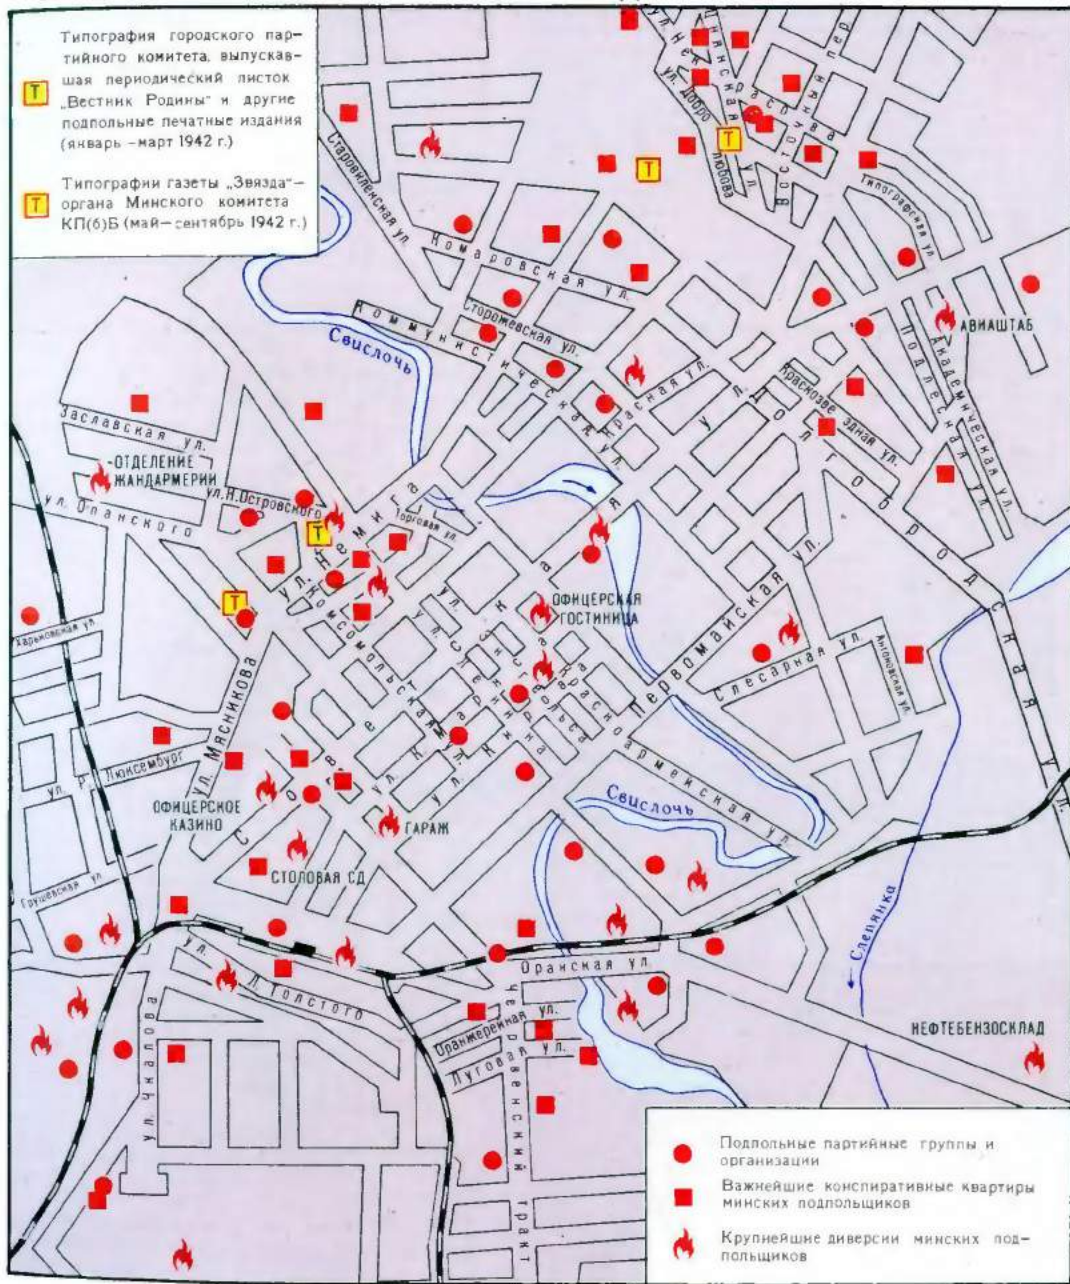 Типография городского пар-
тийного комитета, выпускав-
шая периодический листок
„Вестник Родины" и другие
подпольные печатные издания
(январь –март 1942 г.)
Т
Типографии газеты „Звязда"–
органа Минского комитета
КП(б)Б (май–сентябрь 1942 г.)
Т
ул. Добро
любова
Восточный пер
Т
Т
Типографская ул.
Старовиленская ул.
Комаровская ул.
Сторожевская ул.
Коммунистическая ул.
Свислочь
Красная ул.
АВИАШТАБ
Академическая ул.
Подлесная ул.
Краснозвездная ул.
Долгобродская ул.
Заславская ул.
ОТДЕЛЕНИЕ
ЖАНДАРМЕРИИ
ул. Н. Островского
ул. Опанского
Т
ул. Немига
Торговая ул.
Т
ОФИЦЕРСКАЯ
ГОСТИНИЦА
Харьковская ул.
ул. Комсомольская
ул. Ленина
ул. Энгельса
Красноармейская ул.
Первомайская ул.
Слесарная ул.
Антоновская ул.
ул. Мясникова
ул. Р. Люксембург
ОФИЦЕРСКОЕ
КАЗИНО
ГАРАЖ
Свислочь
СТОЛОВАЯ СД
Грушевская ул
Слепянка
Оранская ул.
ул. Л. Толстого
ул. Чкалова
Оранжерейная ул.
Луговая ул.
Червенский тракт
НЕФТЕБЕНЗОСКЛАД
Подпольные партийные группы и
организации
Важнейшие конспиративные квартиры
минских подпольщиков
Крупнейшие диверсии минских под-
польщиков